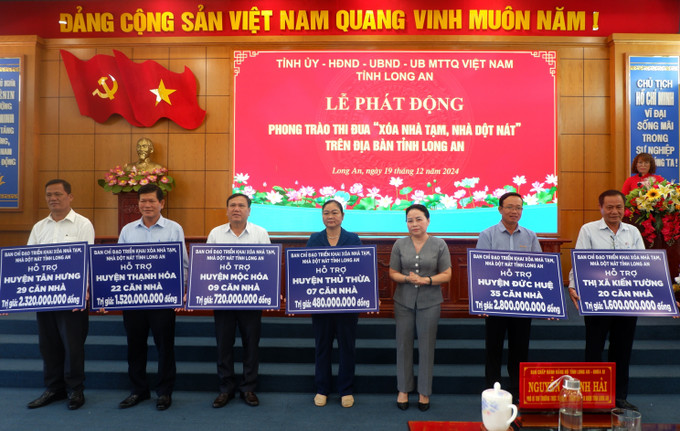 ĐẢNG CỘNG SẢN VIỆT NAM QUANG VINH MUÔN NĂM !
TỈNH ỦY - HĐND - UBND - UB MTTQ VIỆT NAM
TỈNH LONG AN
LỄ PHÁT ĐỘNG
PHONG TRÀO THI ĐUA "XÓA NHÀ TẠM, NHÀ DỘT NÁT"
TRÊN ĐỊA BÀN TỈNH LONG AN
Long An, ngày 19 tháng 12 năm 2024
CHỦ TỊCH
HỒ CHÍ MINH
VĨ ĐẠI
SỐNG MÃI
TRONG
SỰ NGHIỆP
TA !
BAN CHỈ ĐẠO TRIỂN KHAI XÓA NHÀ TẠM,
NHÀ DỘT NÁT TỈNH LONG AN
HỖ TRỢ
HUYỆN TÂN HƯNG
29 CĂN NHÀ
Trị giá: 2.320.000.000 đồng
BAN CHỈ ĐẠO TRIỂN KHAI XÓA NHÀ TẠM,
NHÀ DỘT NÁT TỈNH LONG AN
HỖ TRỢ
HUYỆN THẠNH HÓA
22 CĂN NHÀ
Trị giá: 1.520.000.000 đồng
BAN CHỈ ĐẠO TRIỂN KHAI XÓA NHÀ TẠM,
NHÀ DỘT NÁT TỈNH LONG AN
HỖ TRỢ
HUYỆN MỘC HÓA
09 CĂN NHÀ
Trị giá: 720.000.000 đồng
BAN CHỈ ĐẠO TRIỂN KHAI XÓA NHÀ TẠM,
NHÀ DỘT NÁT TỈNH LONG AN
HỖ TRỢ
HUYỆN THỦ THỪA
07 CĂN NHÀ
Trị giá: 480.000.000 đồng
BAN CHỈ ĐẠO TRIỂN KHAI XÓA NHÀ TẠM,
NHÀ DỘT NÁT TỈNH LONG AN
HỖ TRỢ
HUYỆN ĐỨC HUỆ
35 CĂN NHÀ
Trị giá: 2.800.000.000 đồng
BAN CHỈ ĐẠO TRIỂN KHAI XÓA NHÀ TẠM,
NHÀ DỘT NÁT TỈNH LONG AN
HỖ TRỢ
THỊ XÃ KIẾN TƯỜNG
20 CĂN NHÀ
Trị giá: 1.600.000.000 đồng
BAN CHẤP HÀNH ĐẢNG BỘ TỈNH LONG AN - KHÓA XI
NGUYỄN HẢI